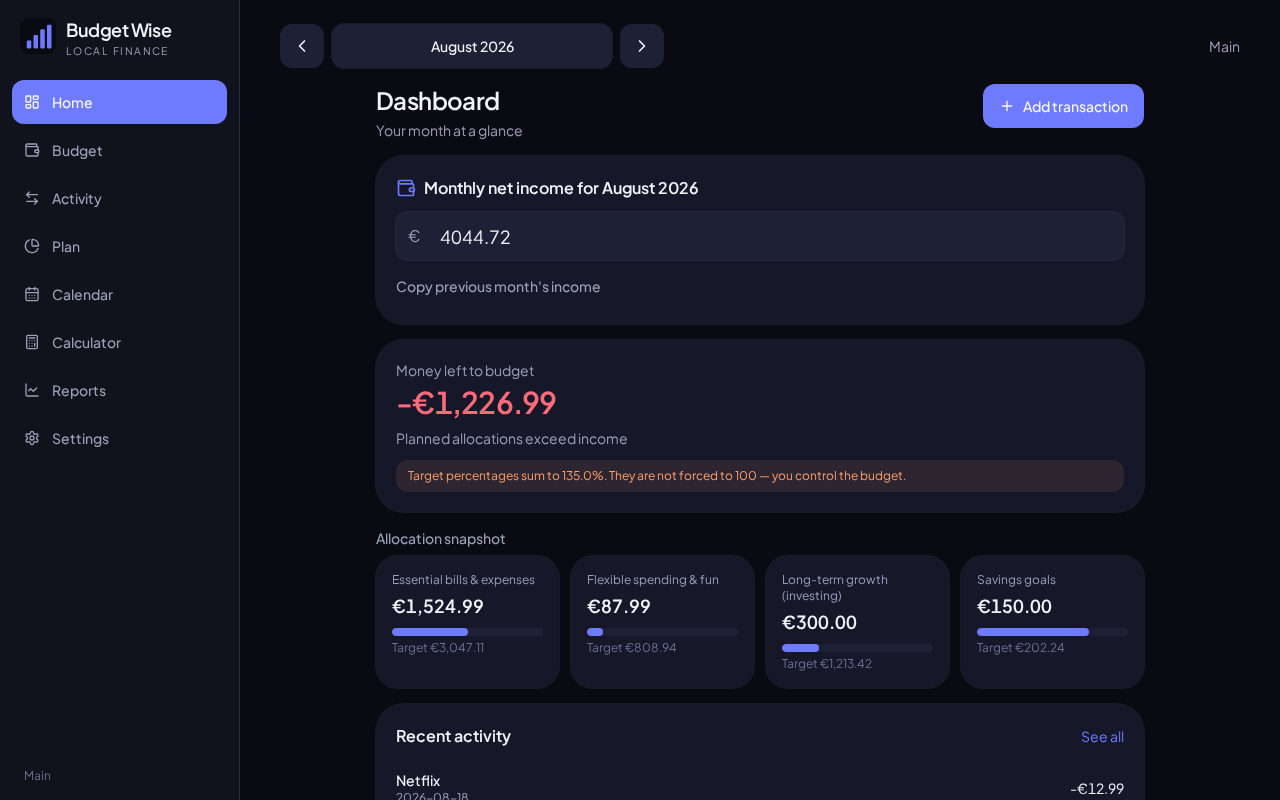 Budget Wise
LOCAL FINANCE
Home
Budget
Activity
Plan
Calendar
Calculator
Reports
Settings
Main
August 2026
Main
Dashboard
Your month at a glance
Add transaction
Monthly net income for August 2026
€ 4044.72
Copy previous month's income
Money left to budget
-€1,226.99
Planned allocations exceed income
Target percentages sum to 135.0%. They are not forced to 100 — you control the budget.
Allocation snapshot
Essential bills & expenses
€1,524.99
Target €3,047.11
Flexible spending & fun
€87.99
Target €808.94
Long-term growth
(investing)
€300.00
Target €1,213.42
Savings goals
€150.00
Target €202.24
Recent activity
See all
Netflix
2026-08-18
-€12.99